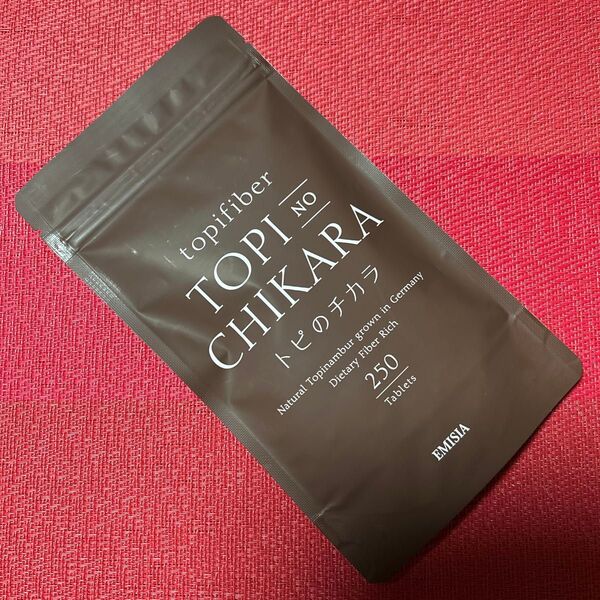 topifiber
TOPI NO
CHIKARA
トピのチカラ
Natural Topinambur grown in Germany
Dietary Fiber Rich
250
Tablets
EMISIA